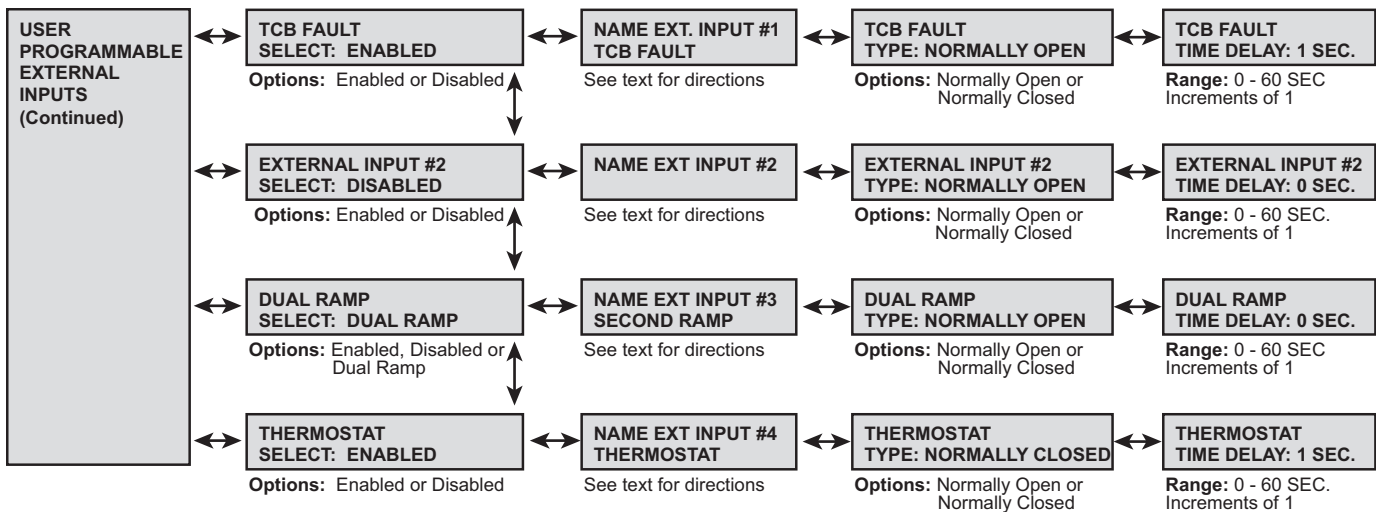 USER
PROGRAMMABLE
EXTERNAL
INPUTS
(Continued)
TCB FAULT
SELECT: ENABLED
Options: Enabled or Disabled
NAME EXT. INPUT #1
TCB FAULT
See text for directions
TCB FAULT
TYPE: NORMALLY OPEN
Options: Normally Open or
Normally Closed
TCB FAULT
TIME DELAY: 1 SEC.
Range: 0 - 60 SEC
Increments of 1
EXTERNAL INPUT #2
SELECT: DISABLED
Options: Enabled or Disabled
NAME EXT INPUT #2
See text for directions
EXTERNAL INPUT #2
TYPE: NORMALLY OPEN
Options: Normally Open or
Normally Closed
EXTERNAL INPUT #2
TIME DELAY: 0 SEC.
Range: 0 - 60 SEC.
Increments of 1
DUAL RAMP
SELECT: DUAL RAMP
Options: Enabled, Disabled or
Dual Ramp
NAME EXT INPUT #3
SECOND RAMP
See text for directions
DUAL RAMP
TYPE: NORMALLY OPEN
Options: Normally Open or
Normally Closed
DUAL RAMP
TIME DELAY: 0 SEC.
Range: 0 - 60 SEC
Increments of 1
THERMOSTAT
SELECT: ENABLED
Options: Enabled or Disabled
NAME EXT INPUT #4
THERMOSTAT
See text for directions
THERMOSTAT
TYPE: NORMALLY CLOSED
Options: Normally Open or
Normally Closed
THERMOSTAT
TIME DELAY: 1 SEC.
Range: 0 - 60 SEC.
Increments of 1